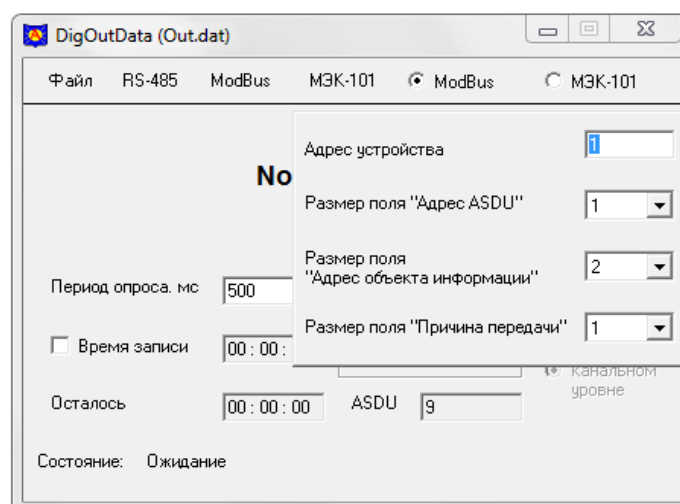 DigOutData (Out.dat)
Файл RS-485 ModBus МЭК-101 ModBus МЭК-101
Адрес устройства 1
No
Размер поля "Адрес ASDU" 1
Размер поля
"Адрес объекта информации" 2
Период опроса. мс 500
Размер поля "Причина передачи" 1
Время записи 00 : 00 :
канальном
уровне
Осталось 00 : 00 : 00 ASDU 9
Состояние: Ожидание